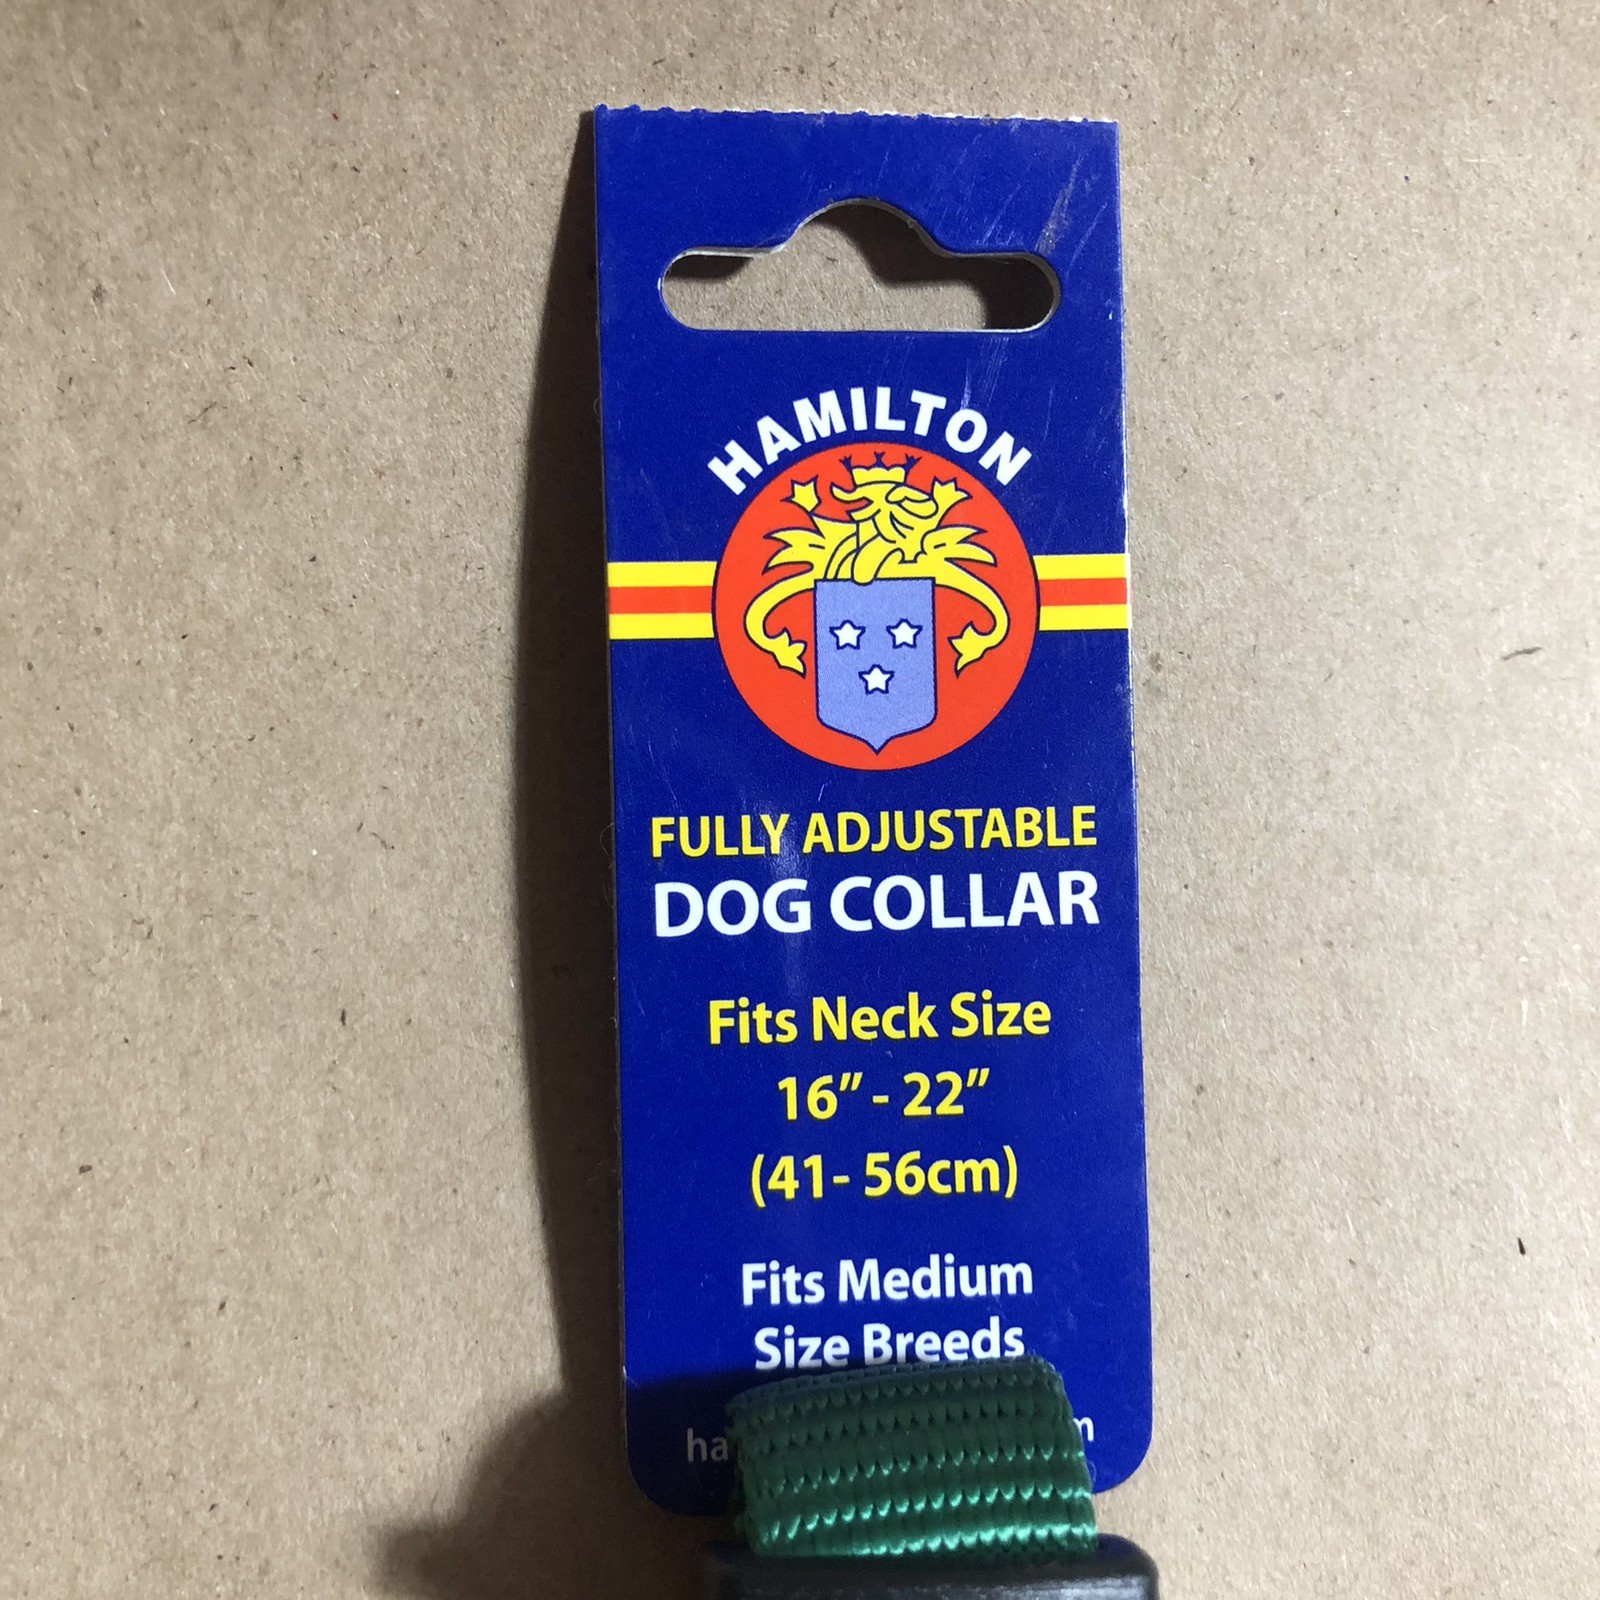 HAMILTON
FULLY ADJUSTABLE
DOG COLLAR
Fits Neck Size
16” - 22”
(41- 56cm)
Fits Medium
Size Breeds